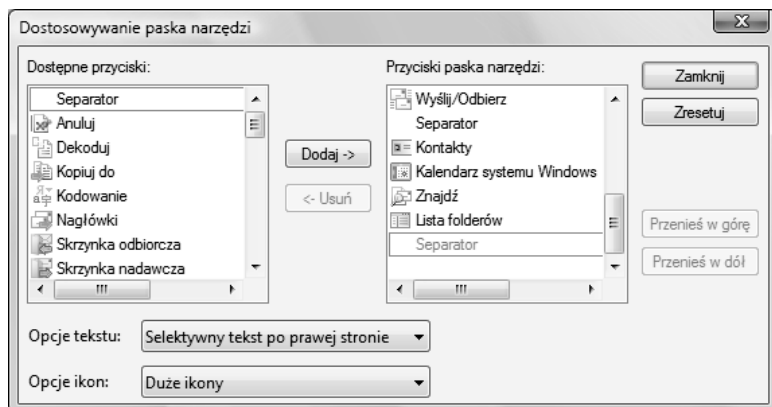 Dostosowywanie paska narzędzi
Dostępne przyciski:
Separator
Anuluj
Dekoduj
Kopiuj do
Kodowanie
Nagłówki
Skrzynka odbiorcza
Skrzynka nadawcza
Dodaj ->
<- Usuń
Przyciski paska narzędzi:
Wyślij/Odbierz
Separator
Kontakty
Kalendarz systemu Windows
Znajdź
Lista folderów
Separator
Zamknij
Zresetuj
Przenieś w górę
Przenieś w dół
Opcje tekstu: Selektywny tekst po prawej stronie
Opcje ikon: Duże ikony